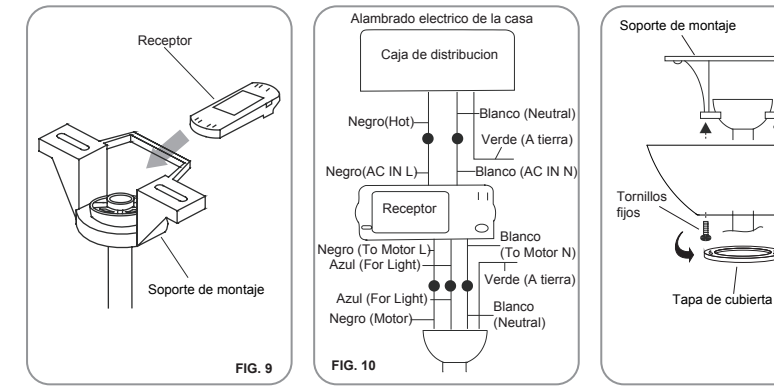 Receptor
Soporte de montaje
FIG. 9
Alambrado electrico de la casa
Caja de distribucion
Negro(Hot)
Blanco (Neutral)
Verde (A tierra)
Negro(AC IN L)
Blanco (AC IN N)
Receptor
Negro (To Motor L)
Azul (For Light)
Blanco
(To Motor N)
Verde (A tierra)
Azul (For Light)
Negro (Motor)
Blanco
(Neutral)
FIG. 10
Soporte de montaje
Tornillos
fijos
Tapa de cubierta